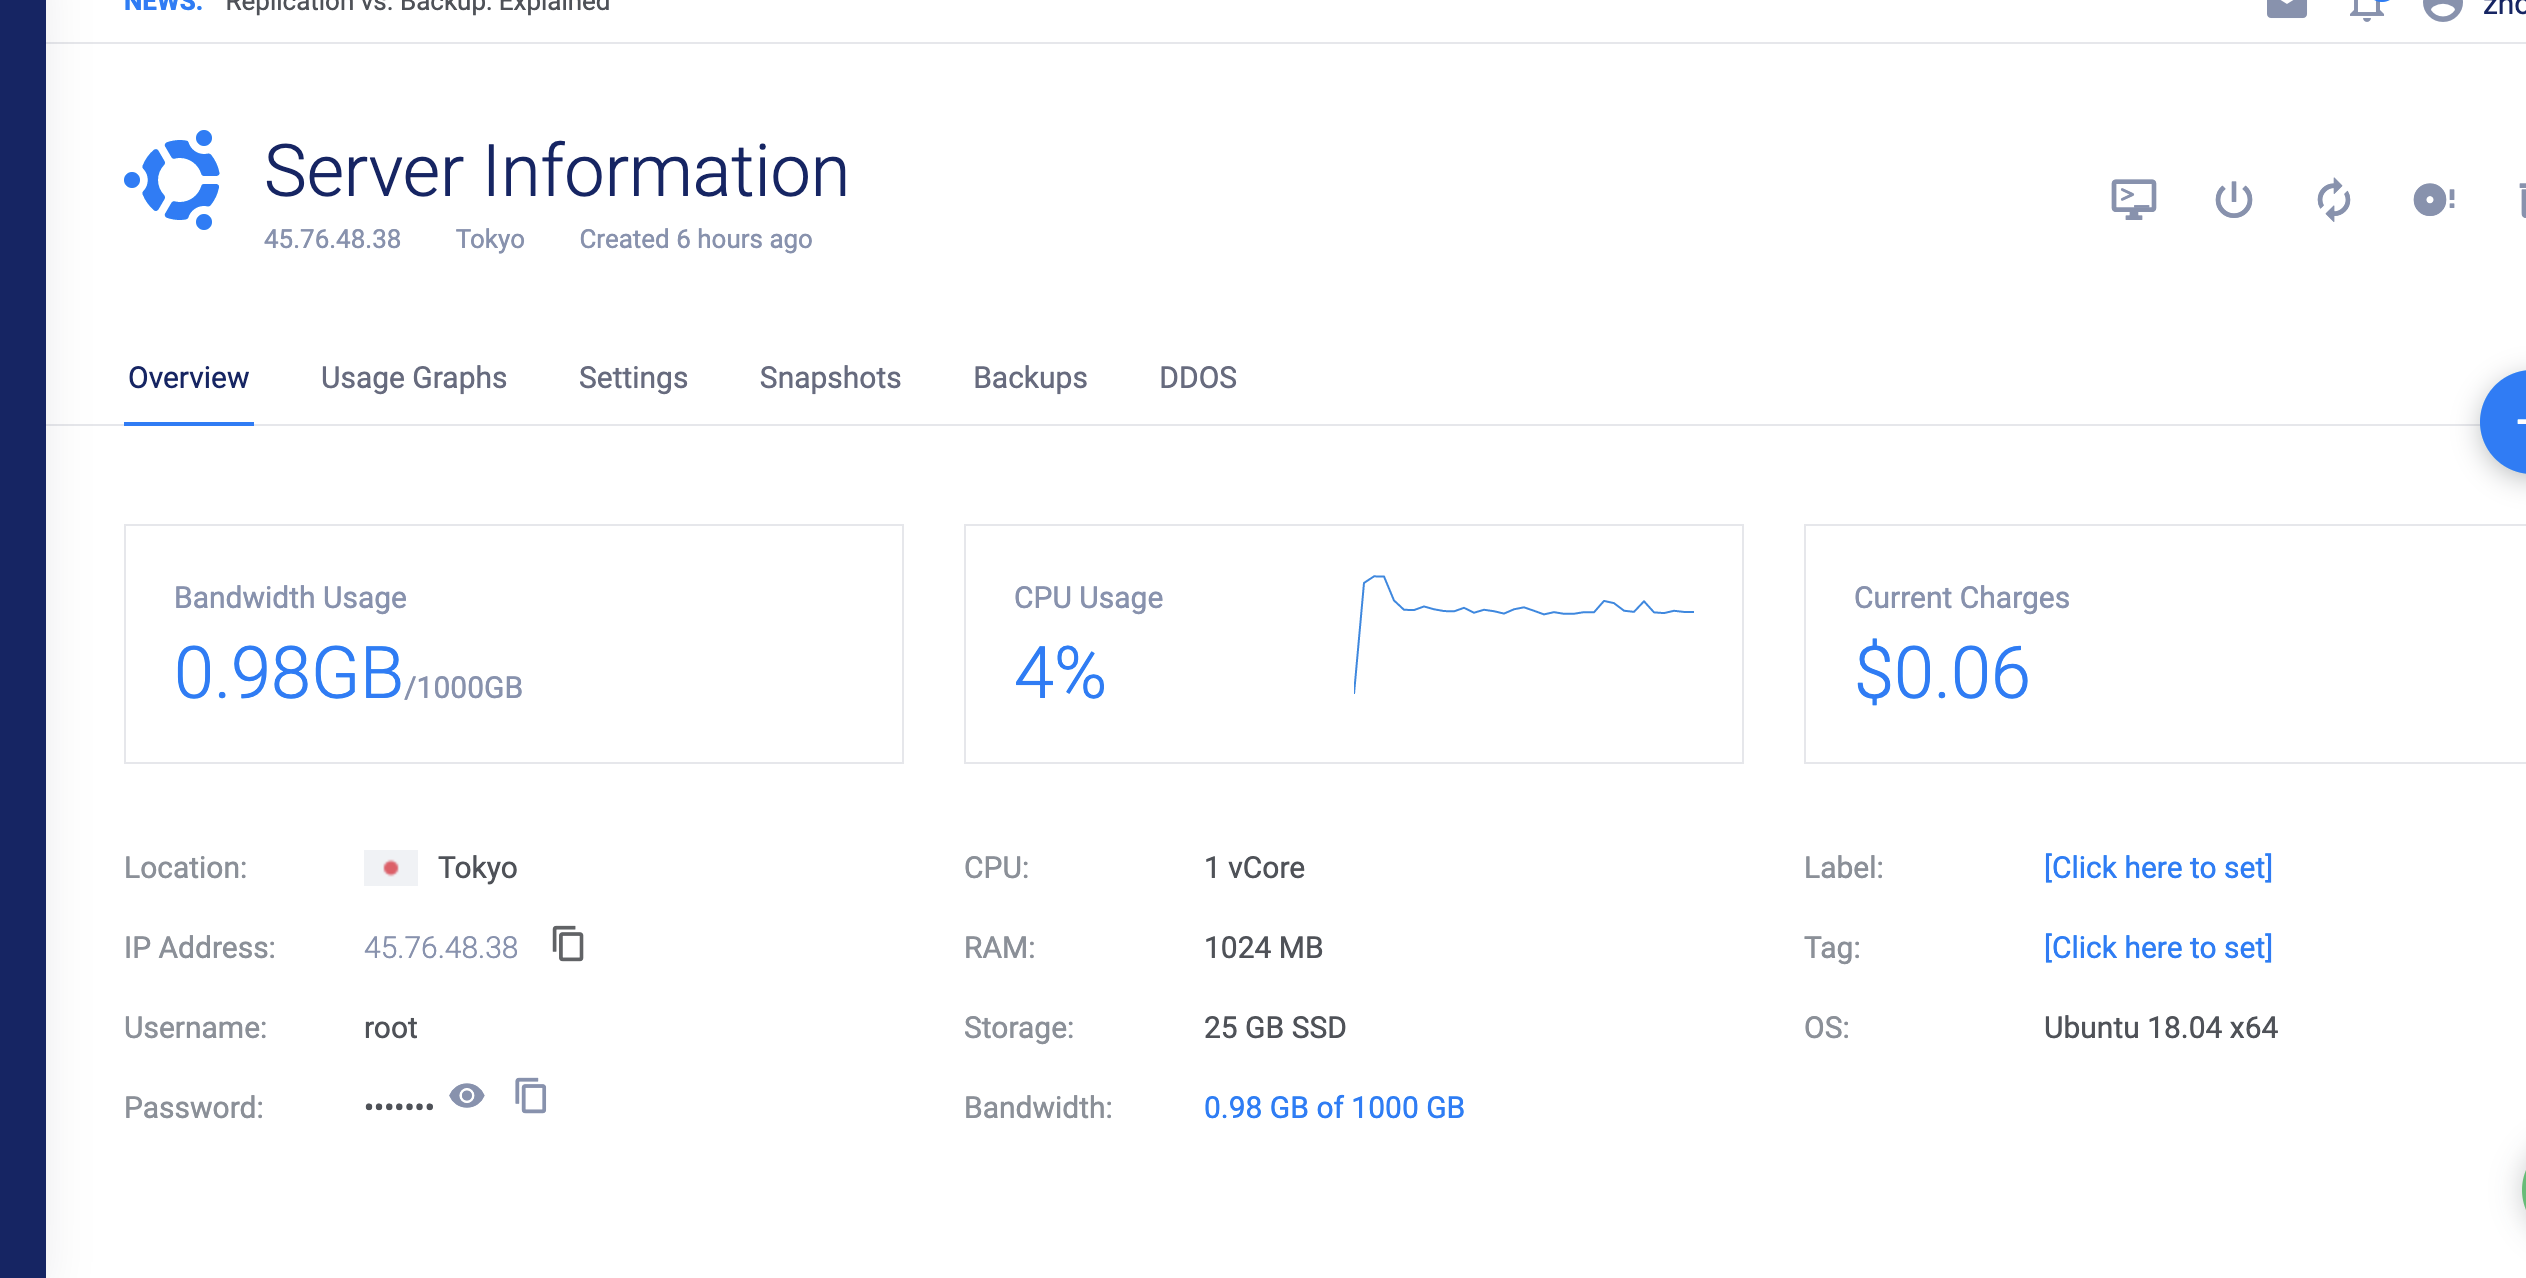 NEWS: Replication vs. Backup: Explained
Server Information
45.76.48.38 Tokyo Created 6 hours ago
Overview Usage Graphs Settings Snapshots Backups DDOS
Bandwidth Usage
0.98GB/1000GB
CPU Usage
4%
Current Charges
$0.06
Location: Tokyo
IP Address: 45.76.48.38
Username: root
Password: •••••••
CPU: 1 vCore
RAM: 1024 MB
Storage: 25 GB SSD
Bandwidth: 0.98 GB of 1000 GB
Label: [Click here to set]
Tag: [Click here to set]
OS: Ubuntu 18.04 x64